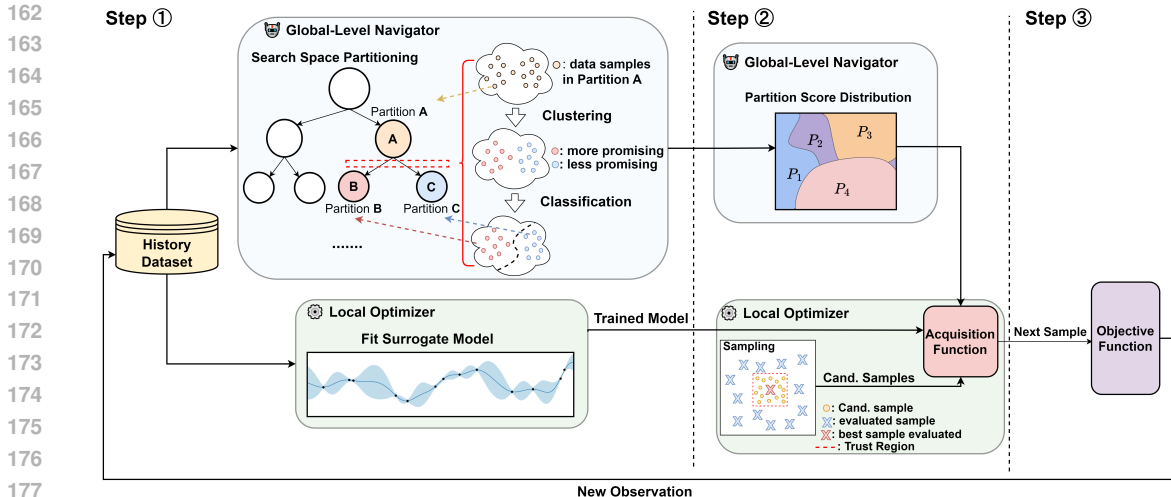 162
163
164
165
166
167
168
169
170
171
172
173
174
175
176
177
Step ①
Global-Level Navigator
Search Space Partitioning
Partition A
A
B
C
Partition B
Partition C
.......
: data samples
in Partition A
Clustering
: more promising
: less promising
Classification
History
Dataset
Local Optimizer
Fit Surrogate Model
Trained Model
Step ②
Global-Level Navigator
Partition Score Distribution
P1
P2
P3
P4
Local Optimizer
Sampling
Cand. Samples
Acquisition
Function
: Cand. sample
: evaluated sample
: best sample evaluated
: Trust Region
Step ③
Next Sample
Objective
Function
New Observation